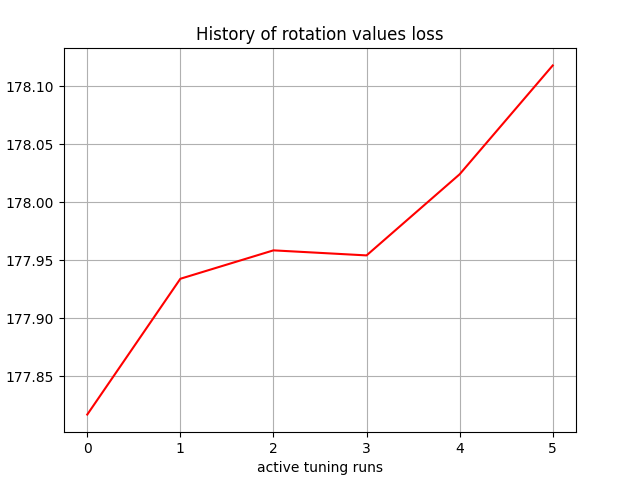 History of rotation values loss
178.10
178.05
178.00
177.95
177.90
177.85
0 1 2 3 4 5
active tuning runs